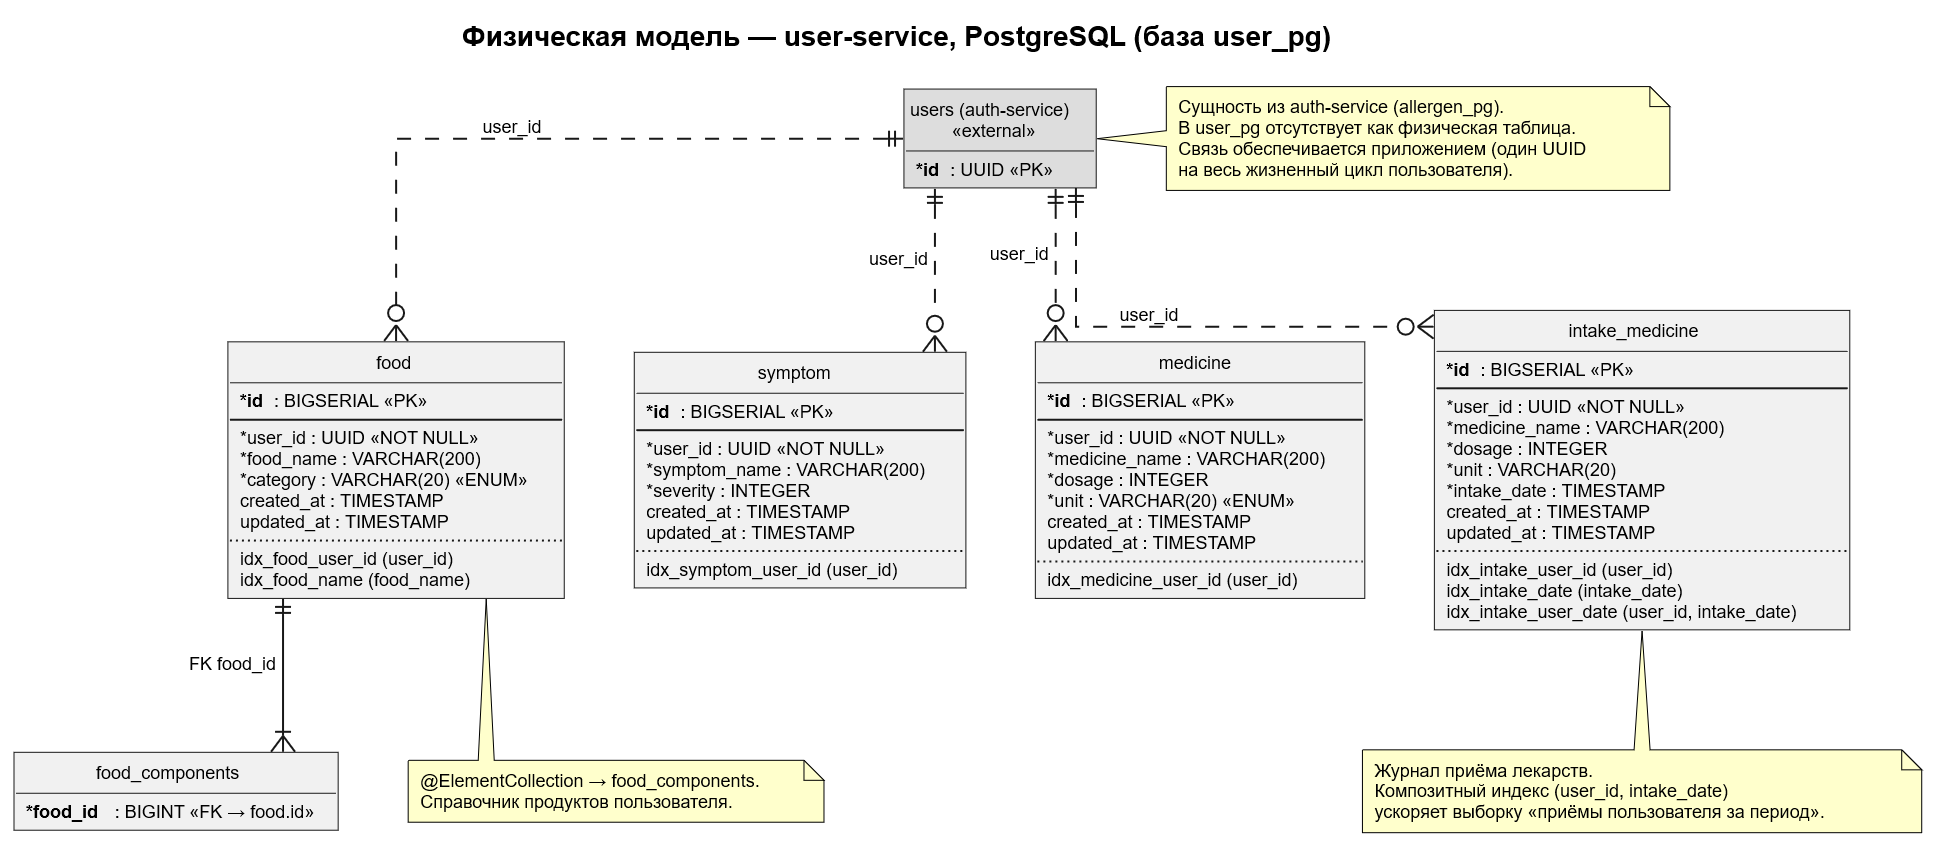 Физическая модель — user-service, PostgreSQL (база user_pg)
users (auth-service)
«external»
*id : UUID «PK»
Сущность из auth-service (allergen_pg).
В user_pg отсутствует как физическая таблица.
Связь обеспечивается приложением (один UUID
на весь жизненный цикл пользователя).
user_id
user_id
user_id
user_id
food
*id : BIGSERIAL «PK»
*user_id : UUID «NOT NULL»
*food_name : VARCHAR(200)
*category : VARCHAR(20) «ENUM»
created_at : TIMESTAMP
updated_at : TIMESTAMP
idx_food_user_id (user_id)
idx_food_name (food_name)
symptom
*id : BIGSERIAL «PK»
*user_id : UUID «NOT NULL»
*symptom_name : VARCHAR(200)
*severity : INTEGER
created_at : TIMESTAMP
updated_at : TIMESTAMP
idx_symptom_user_id (user_id)
medicine
*id : BIGSERIAL «PK»
*user_id : UUID «NOT NULL»
*medicine_name : VARCHAR(200)
*dosage : INTEGER
*unit : VARCHAR(20) «ENUM»
created_at : TIMESTAMP
updated_at : TIMESTAMP
idx_medicine_user_id (user_id)
intake_medicine
*id : BIGSERIAL «PK»
*user_id : UUID «NOT NULL»
*medicine_name : VARCHAR(200)
*dosage : INTEGER
*unit : VARCHAR(20)
*intake_date : TIMESTAMP
created_at : TIMESTAMP
updated_at : TIMESTAMP
idx_intake_user_id (user_id)
idx_intake_date (intake_date)
idx_intake_user_date (user_id, intake_date)
FK food_id
food_components
*food_id : BIGINT «FK → food.id»
@ElementCollection → food_components.
Справочник продуктов пользователя.
Журнал приёма лекарств.
Композитный индекс (user_id, intake_date)
ускоряет выборку «приёмы пользователя за период».